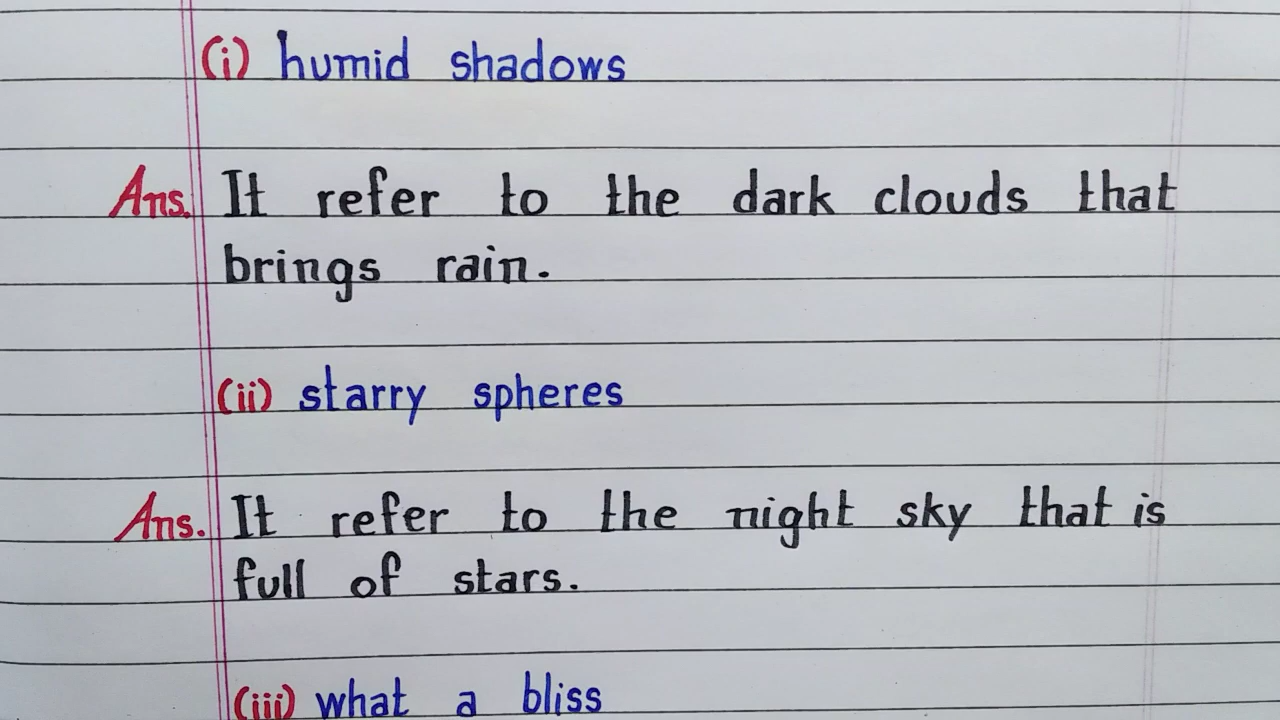 (i) humid shadows
Ans. It refer to the dark clouds that
brings rain.
(ii) starry spheres
Ans. It refer to the night sky that is
full of stars.
(iii) what a bliss